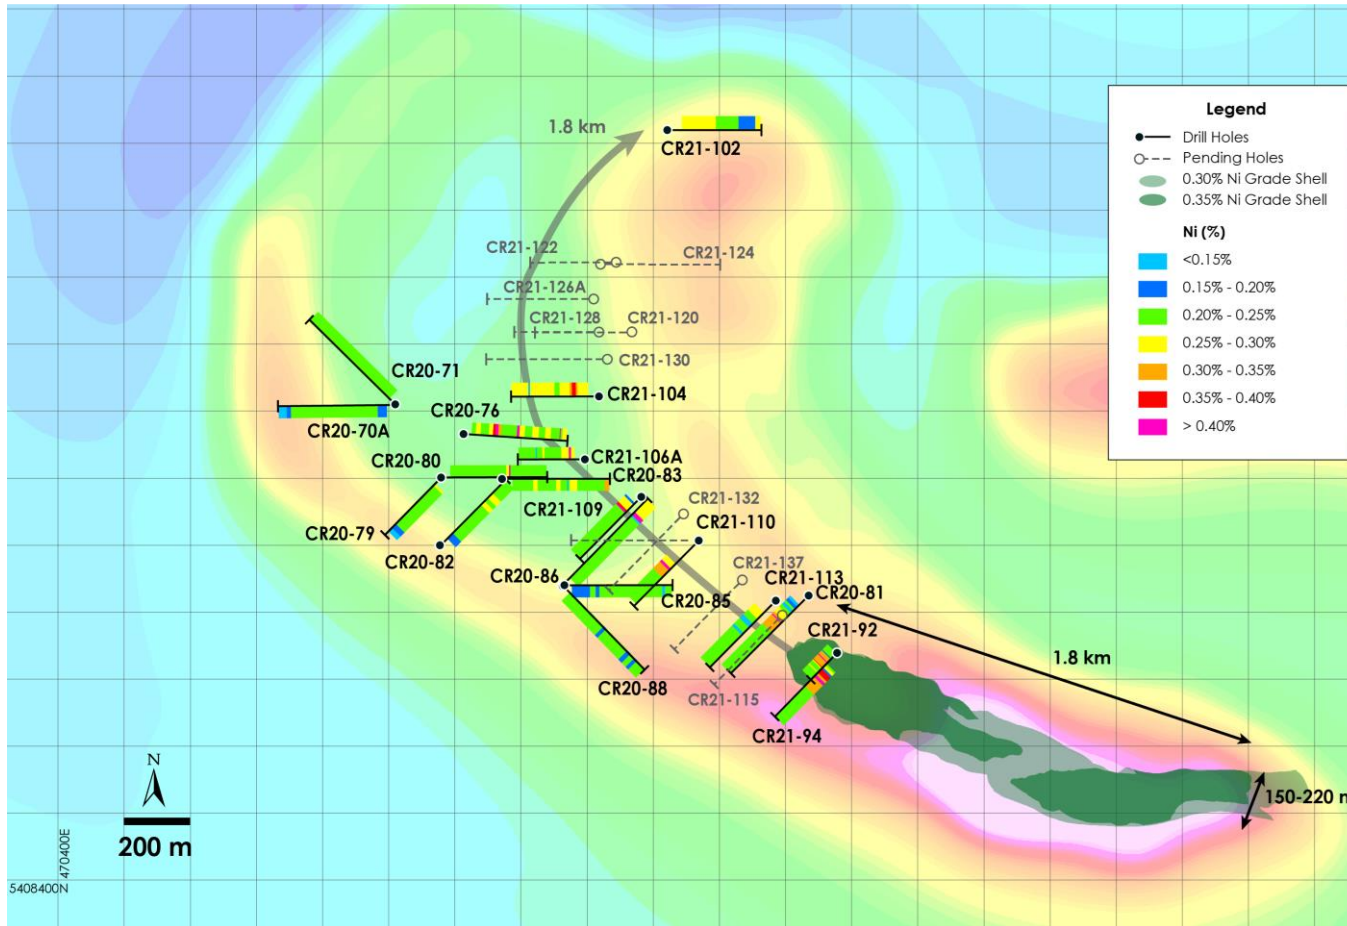 1.8 km
CR21-102
CR21-122
CR21-124
CR21-126A
CR21-128
CR21-120
CR21-130
CR20-71
CR21-104
CR20-76
CR20-70A
CR21-106A
CR20-80
CR20-83
CR21-132
CR21-109
CR21-110
CR20-79
CR20-82
CR21-137
CR20-86
CR21-113
CR20-81
CR20-85
CR21-92
1.8 km
CR20-88
CR21-115
CR21-94
150-220 m
N
200 m
470400E
5408400N
Legend
Drill Holes
Pending Holes
0.30% Ni Grade Shell
0.35% Ni Grade Shell
Ni (%)
<0.15%
0.15% - 0.20%
0.20% - 0.25%
0.25% - 0.30%
0.30% - 0.35%
0.35% - 0.40%
> 0.40%